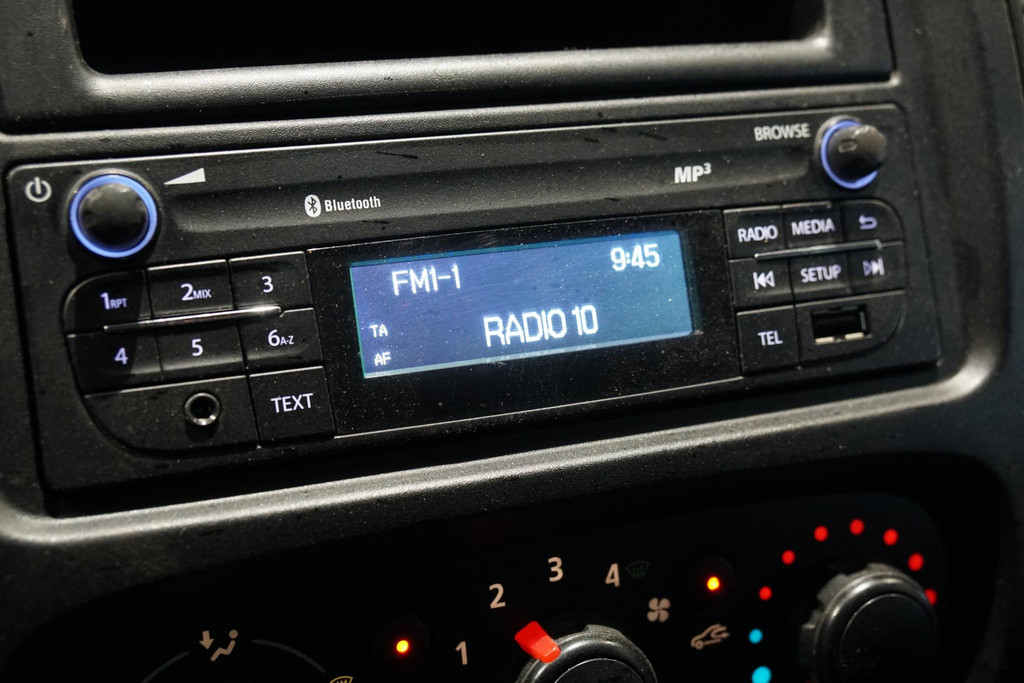 BROWSE
MP3
Bluetooth
FM1-1 9:45
TA
RADIO 10
AF
1RPT 2MIX 3
4 5 6A-Z
TEXT
RADIO MEDIA
SETUP
TEL
1 2 3 4